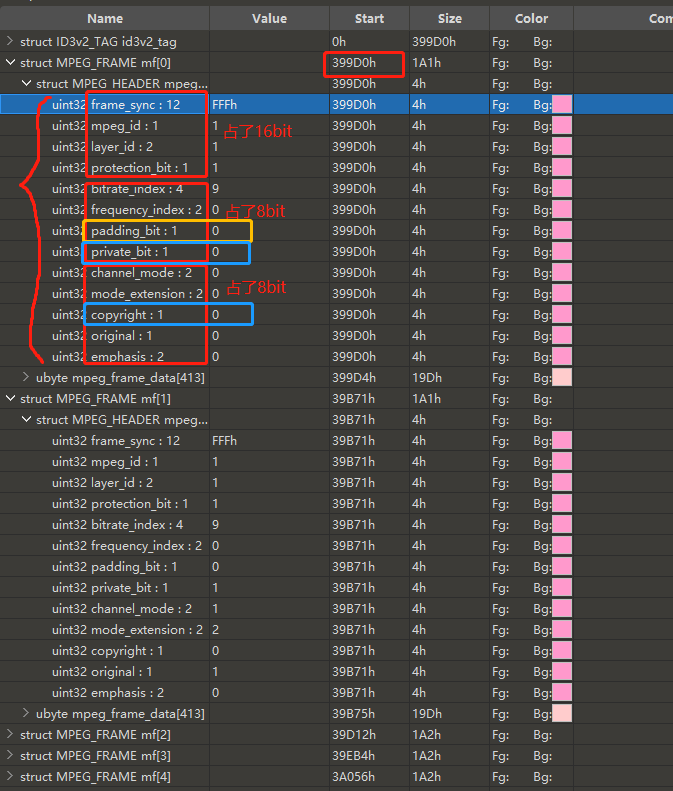 Name Value Start Size Color Com
struct ID3v2_TAG id3v2_tag 0h 399D0h Fg: Bg:
struct MPEG_FRAME mf[0] 399D0h 1A1h Fg: Bg:
struct MPEG_HEADER mpeg... 399D0h 4h Fg: Bg:
uint32 frame_sync : 12 FFFh 399D0h 4h Fg: Bg:
uint32 mpeg_id : 1 1 占了16bit 399D0h 4h Fg: Bg:
uint32 layer_id : 2 1 399D0h 4h Fg: Bg:
uint32 protection_bit : 1 1 399D0h 4h Fg: Bg:
uint32 bitrate_index : 4 9 399D0h 4h Fg: Bg:
uint32 frequency_index : 2 0 占了8bit 399D0h 4h Fg: Bg:
uint32 padding_bit : 1 0 399D0h 4h Fg: Bg:
uint32 private_bit : 1 0 399D0h 4h Fg: Bg:
uint32 channel_mode : 2 0 399D0h 4h Fg: Bg:
uint32 mode_extension : 2 0 占了8bit 399D0h 4h Fg: Bg:
uint32 copyright : 1 0 399D0h 4h Fg: Bg:
uint32 original : 1 0 399D0h 4h Fg: Bg:
uint32 emphasis : 2 0 399D0h 4h Fg: Bg:
ubyte mpeg_frame_data[413] 399D4h 19Dh Fg: Bg:
struct MPEG_FRAME mf[1] 39B71h 1A1h Fg: Bg:
struct MPEG_HEADER mpeg... 39B71h 4h Fg: Bg:
uint32 frame_sync : 12 FFFh 39B71h 4h Fg: Bg:
uint32 mpeg_id : 1 1 39B71h 4h Fg: Bg:
uint32 layer_id : 2 1 39B71h 4h Fg: Bg:
uint32 protection_bit : 1 1 39B71h 4h Fg: Bg:
uint32 bitrate_index : 4 9 39B71h 4h Fg: Bg:
uint32 frequency_index : 2 0 39B71h 4h Fg: Bg:
uint32 padding_bit : 1 0 39B71h 4h Fg: Bg:
uint32 private_bit : 1 1 39B71h 4h Fg: Bg:
uint32 channel_mode : 2 1 39B71h 4h Fg: Bg:
uint32 mode_extension : 2 2 39B71h 4h Fg: Bg:
uint32 copyright : 1 0 39B71h 4h Fg: Bg:
uint32 original : 1 1 39B71h 4h Fg: Bg:
uint32 emphasis : 2 0 39B71h 4h Fg: Bg:
ubyte mpeg_frame_data[413] 39B75h 19Dh Fg: Bg:
struct MPEG_FRAME mf[2] 39D12h 1A2h Fg: Bg:
struct MPEG_FRAME mf[3] 39EB4h 1A2h Fg: Bg:
struct MPEG_FRAME mf[4] 3A056h 1A2h Fg: Bg: